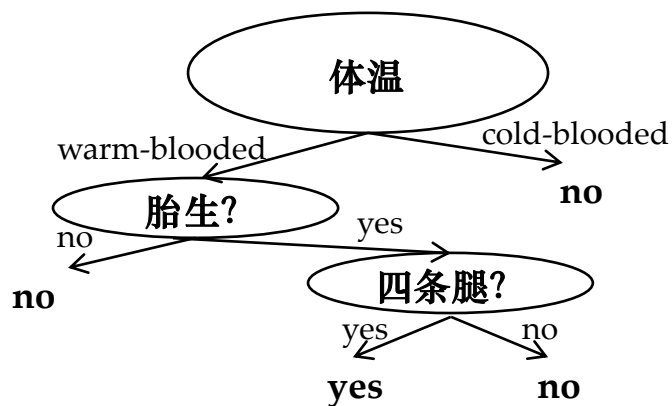 体温
warm-blooded
cold-blooded
胎生?
no
no
yes
no
四条腿?
yes
no
yes
no